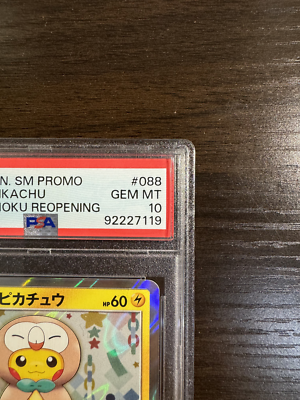 N. SM PROMO #088
IKACHU GEM MT
HOKU REOPENING 10
PSA 92227119
ピカチュウ HP60